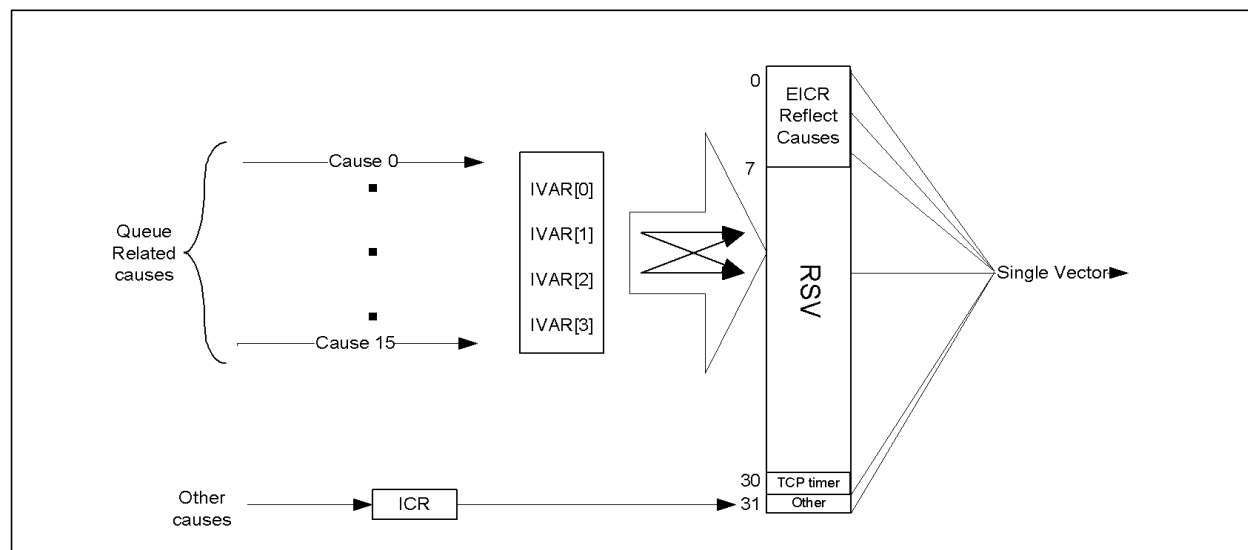 Queue
Related
causes
Cause 0
Cause 15
IVAR[0]
IVAR[1]
IVAR[2]
IVAR[3]
0
7
30
31
EICR
Reflect
Causes
RSV
TCP timer
Other
Single Vector
Other
causes
ICR